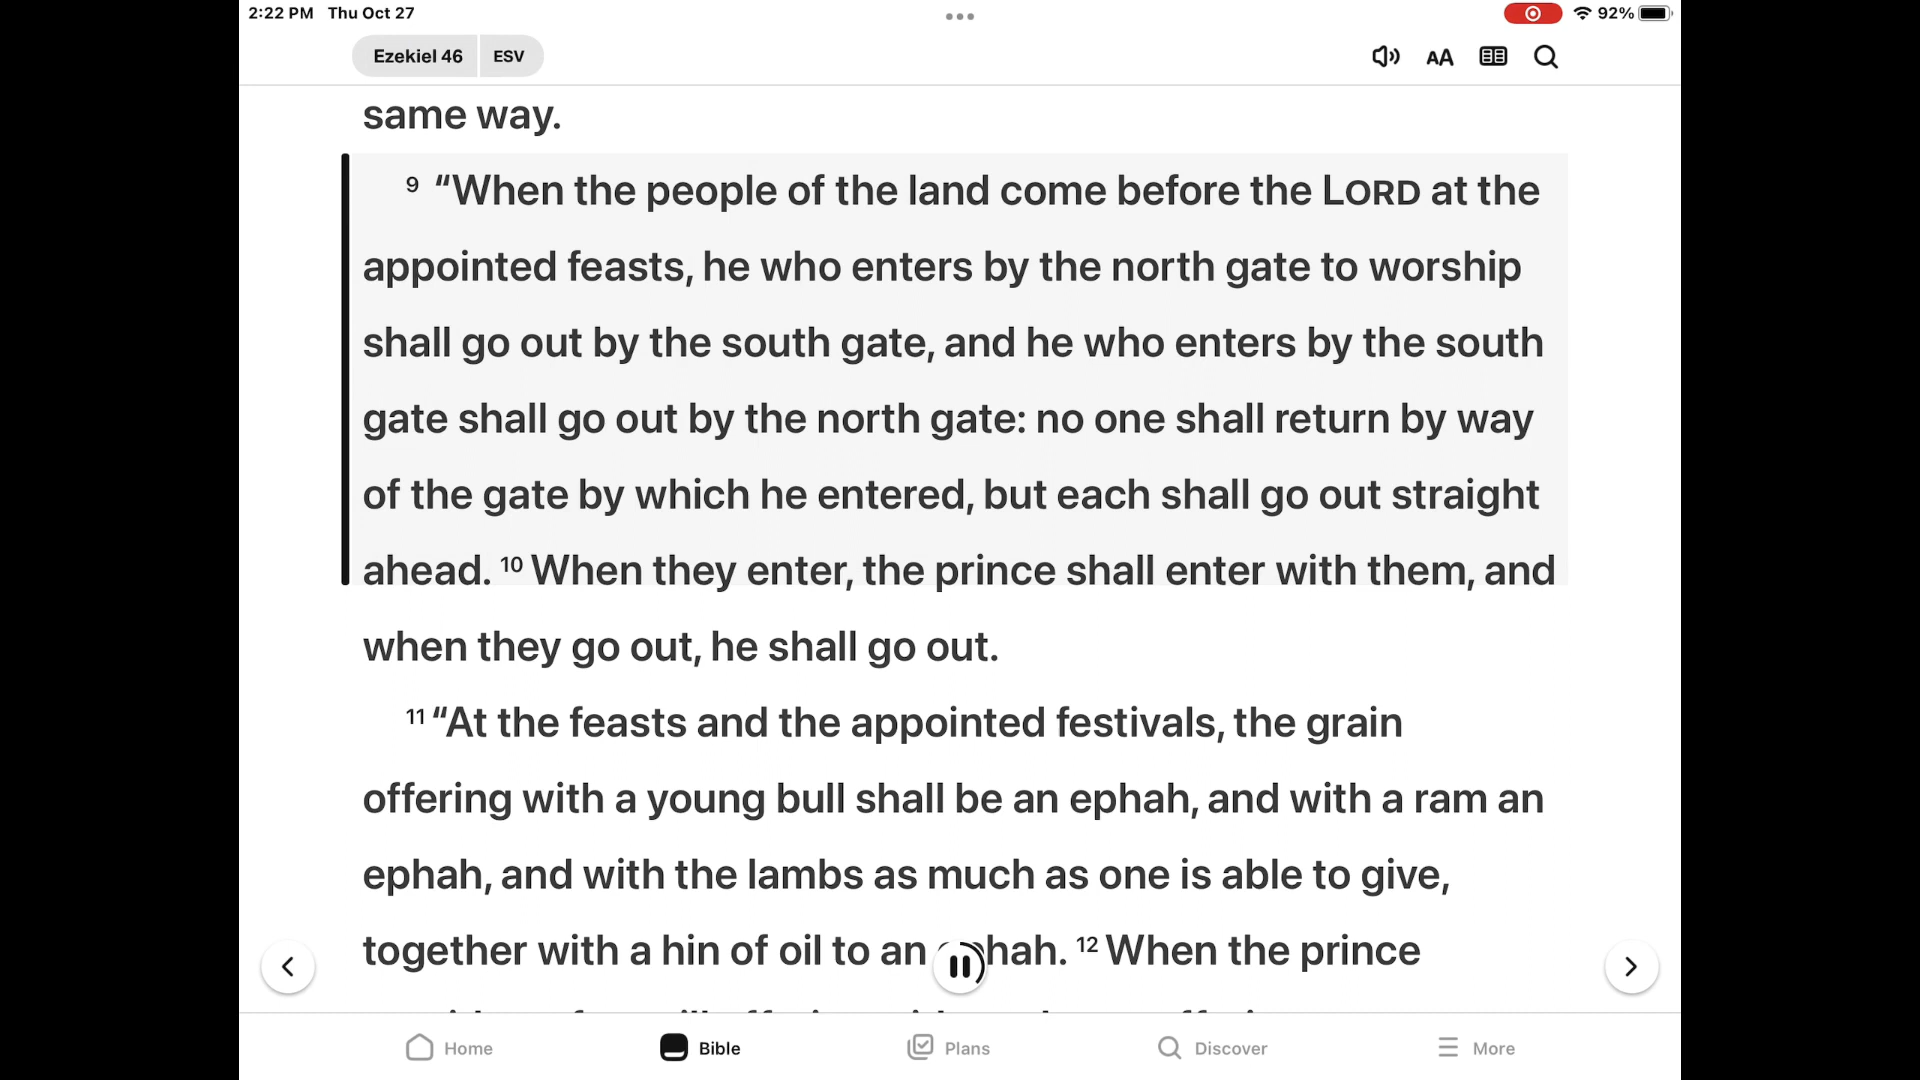 2:22 PM Thu Oct 27
92%
Ezekiel 46 ESV
AA
same way.
9 “When the people of the land come before the LORD at the
appointed feasts, he who enters by the north gate to worship
shall go out by the south gate, and he who enters by the south
gate shall go out by the north gate: no one shall return by way
of the gate by which he entered, but each shall go out straight
ahead. 10 When they enter, the prince shall enter with them, and
when they go out, he shall go out.
11 “At the feasts and the appointed festivals, the grain
offering with a young bull shall be an ephah, and with a ram an
ephah, and with the lambs as much as one is able to give,
together with a hin of oil to an ephah. 12 When the prince
Home Bible Plans Discover More